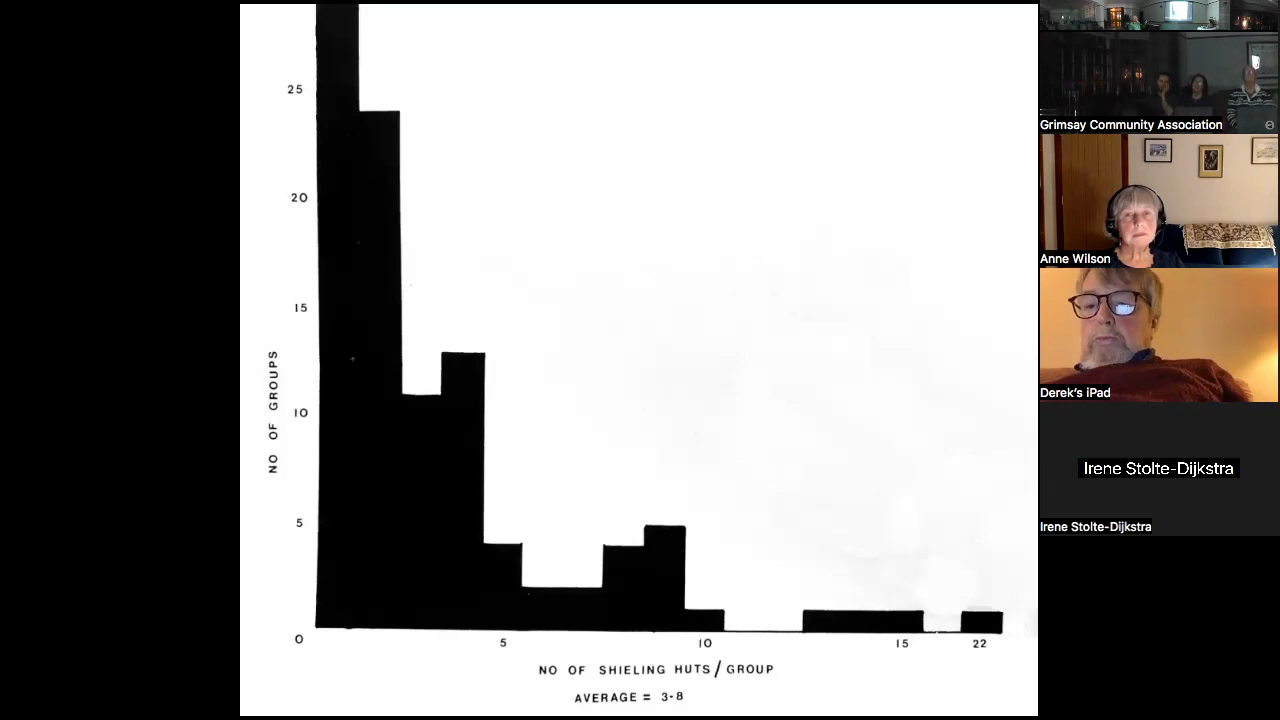 25
20
15
10
5
0
NO OF GROUPS
5 10 15 22
NO OF SHIELING HUTS/GROUP
AVERAGE = 3-8
Grimsay Community Association
Anne Wilson
Derek's iPad
Irene Stolte-Dijkstra
Irene Stolte-Dijkstra